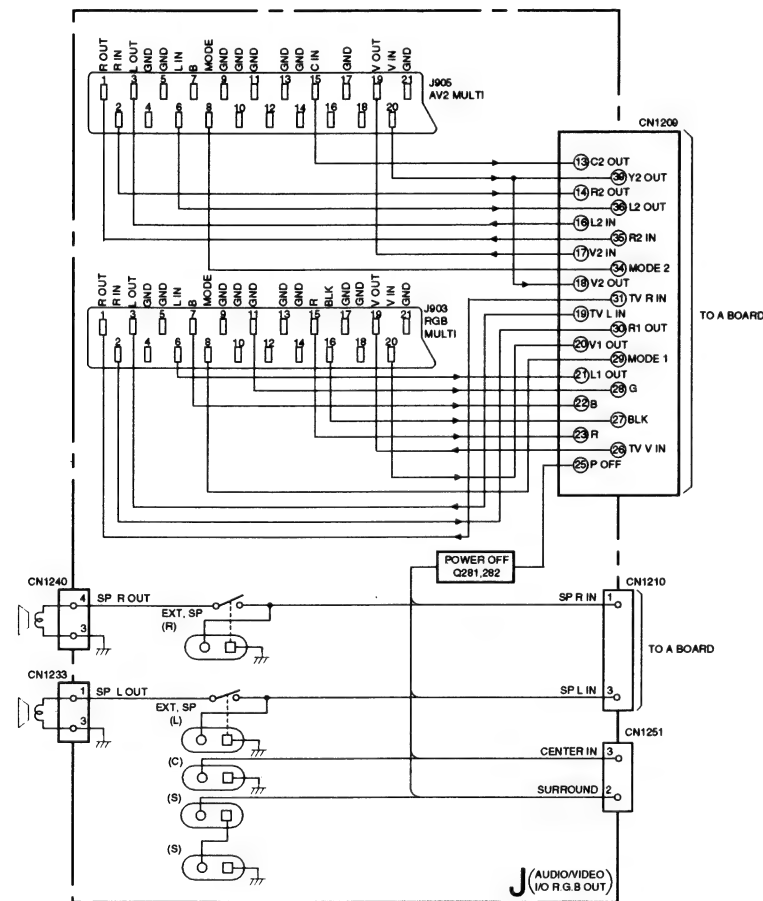 R OUT R IN L OUT GND GND L IN B MODE GND GND GND GND C IN GND V OUT V IN GND
1 3 5 7 9 11 13 15 17 19 21
2 4 6 8 10 12 14 16 18 20
J905
AV2 MULTI
CN1209
13 C2 OUT
39 Y2 OUT
14 R2 OUT
36 L2 OUT
16 L2 IN
35 R2 IN
17 V2 IN
34 MODE 2
18 V2 OUT
31 TV R IN
19 TV L IN
30 R1 OUT
20 V1 OUT
29 MODE 1
21 L1 OUT
28 G
22 B
27 BLK
23 R
26 TV V IN
25 P OFF
TO A BOARD
R OUT R IN L OUT GND GND L IN B MODE GND GND GND GND GND R BLK GND GND V OUT V IN GND
1 3 5 7 9 11 13 15 17 19 21
2 4 6 8 10 12 14 16 18 20
J903
RGB
MULTI
POWER OFF
Q281,282
CN1240
4 SP R OUT
3
EXT, SP
(R)
SP R IN 1
CN1210
TO A BOARD
CN1233
1 SP L OUT
3
EXT, SP
(L)
SP L IN 3
CN1251
(C)
CENTER IN 3
(S)
SURROUND 2
(S)
J (AUDIO/VIDEO
I/O R.G.B OUT)